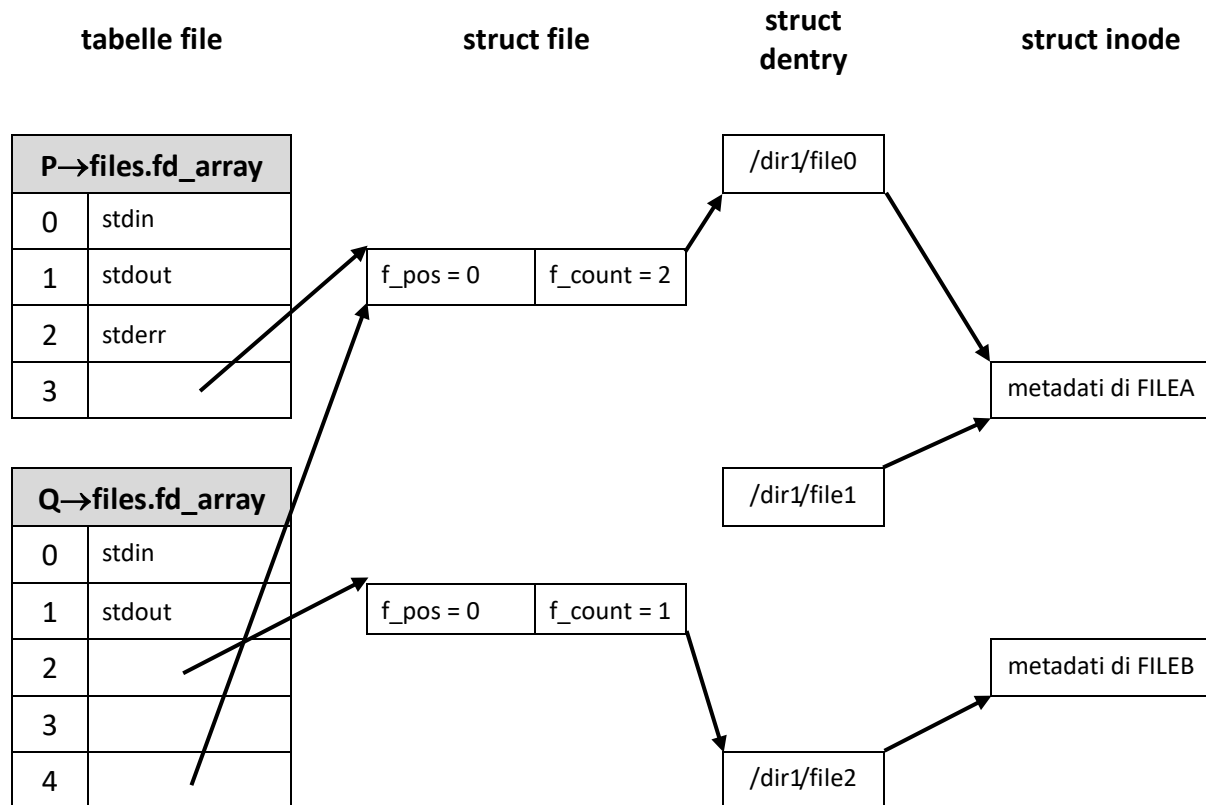 tabelle file
struct file
struct
dentry
struct inode
P→files.fd_array
0 stdin
1 stdout
2 stderr
3
f_pos = 0 f_count = 2
/dir1/file0
metadati di FILEA
/dir1/file1
Q→files.fd_array
0 stdin
1 stdout
2
3
4
f_pos = 0 f_count = 1
/dir1/file2
metadati di FILEB